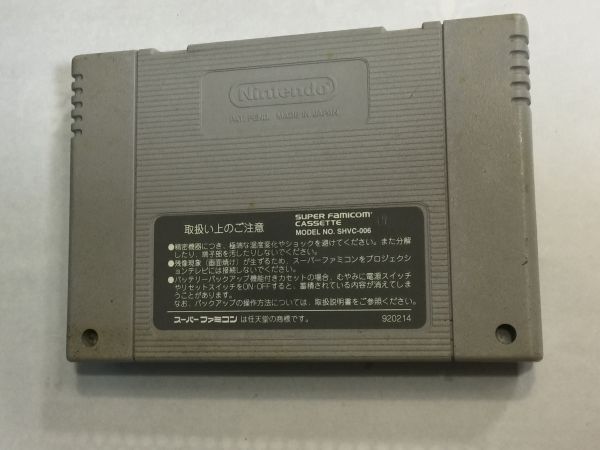 Nintendo
PAT. PEND. MADE IN JAPAN
取扱い上のご注意
SUPER FAMICOM
CASSETTE
MODEL NO. SHVC-006
●精密機器につき、極端な温度変化やショックを避けてください。また分解
したり、端子部を汚したりしないでください。
●残像現象（画面焼け）が生ずるため、スーパーファミコンをプロジェクシ
ョンテレビには接続しないでください。
●バッテリーバックアップ機能付きカセットの場合、むやみに電源スイッチ
やリセットスイッチをON・OFFすると、蓄積されている内容が消えてしま
うことがあります。
なお、バックアップの操作方法については、取扱説明書をご参照ください。
スーパーファミコン は任天堂の商標です。
920214